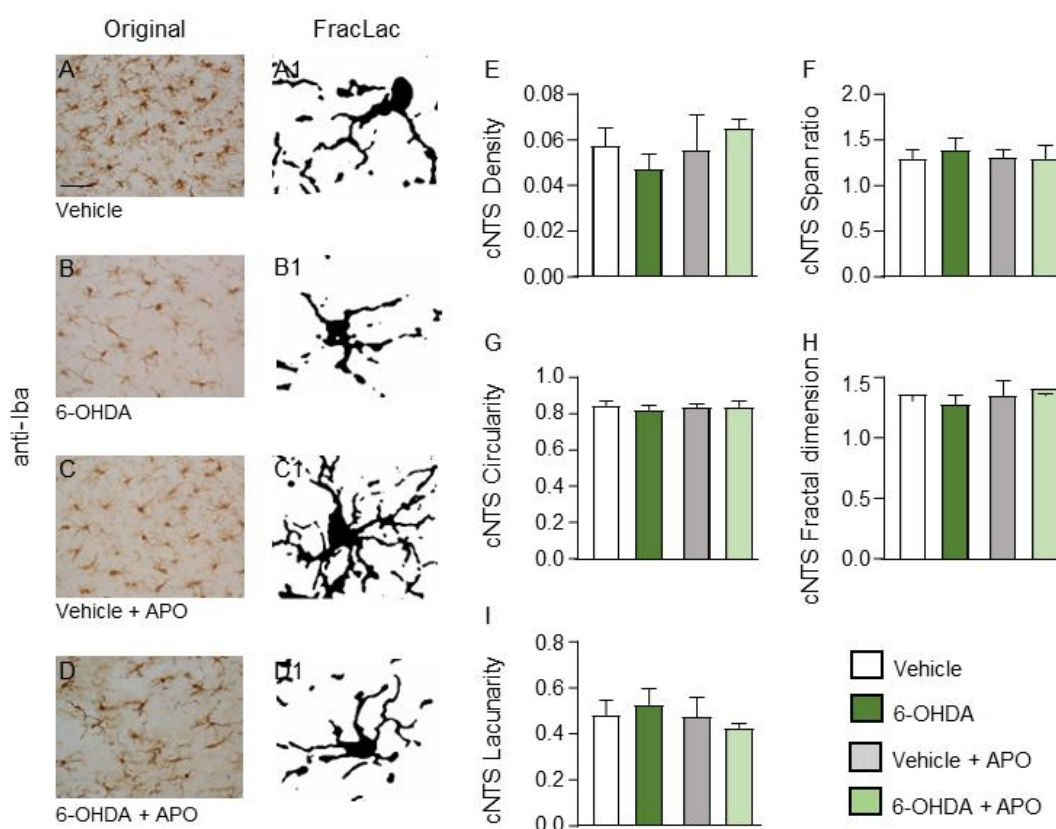 Original
FracLac
anti-Iba
A
A1
Vehicle
B
B1
6-OHDA
C
C1
Vehicle + APO
D
D1
6-OHDA + APO
E
cNTS Density
0.08
0.06
0.04
0.02
0.00
F
cNTS Span ratio
2.0
1.5
1.0
0.5
0.0
G
cNTS Circularity
1.0
0.8
0.6
0.4
0.2
0.0
H
cNTS Fractal dimension
1.5
1.0
0.5
0.0
I
cNTS Lacunarity
0.8
0.6
0.4
0.2
0.0
Vehicle
6-OHDA
Vehicle + APO
6-OHDA + APO